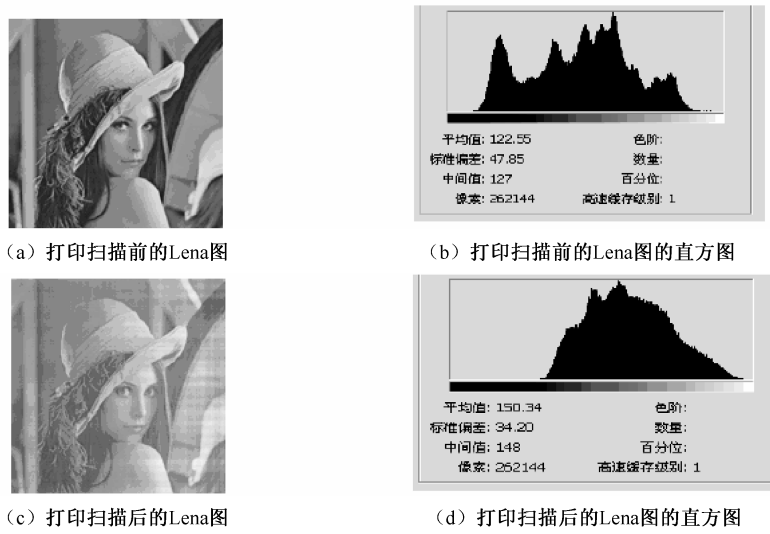 平均值: 122.55
色阶:
标准偏差: 47.85
数量:
中间值: 127
百分位:
像素: 262144
高速缓存级别: 1
（a）打印扫描前的Lena图
（b）打印扫描前的Lena图的直方图
平均值: 150.34
色阶:
标准偏差: 34.20
数量:
中间值: 148
百分位:
像素: 262144
高速缓存级别: 1
（c）打印扫描后的Lena图
（d）打印扫描后的Lena图的直方图